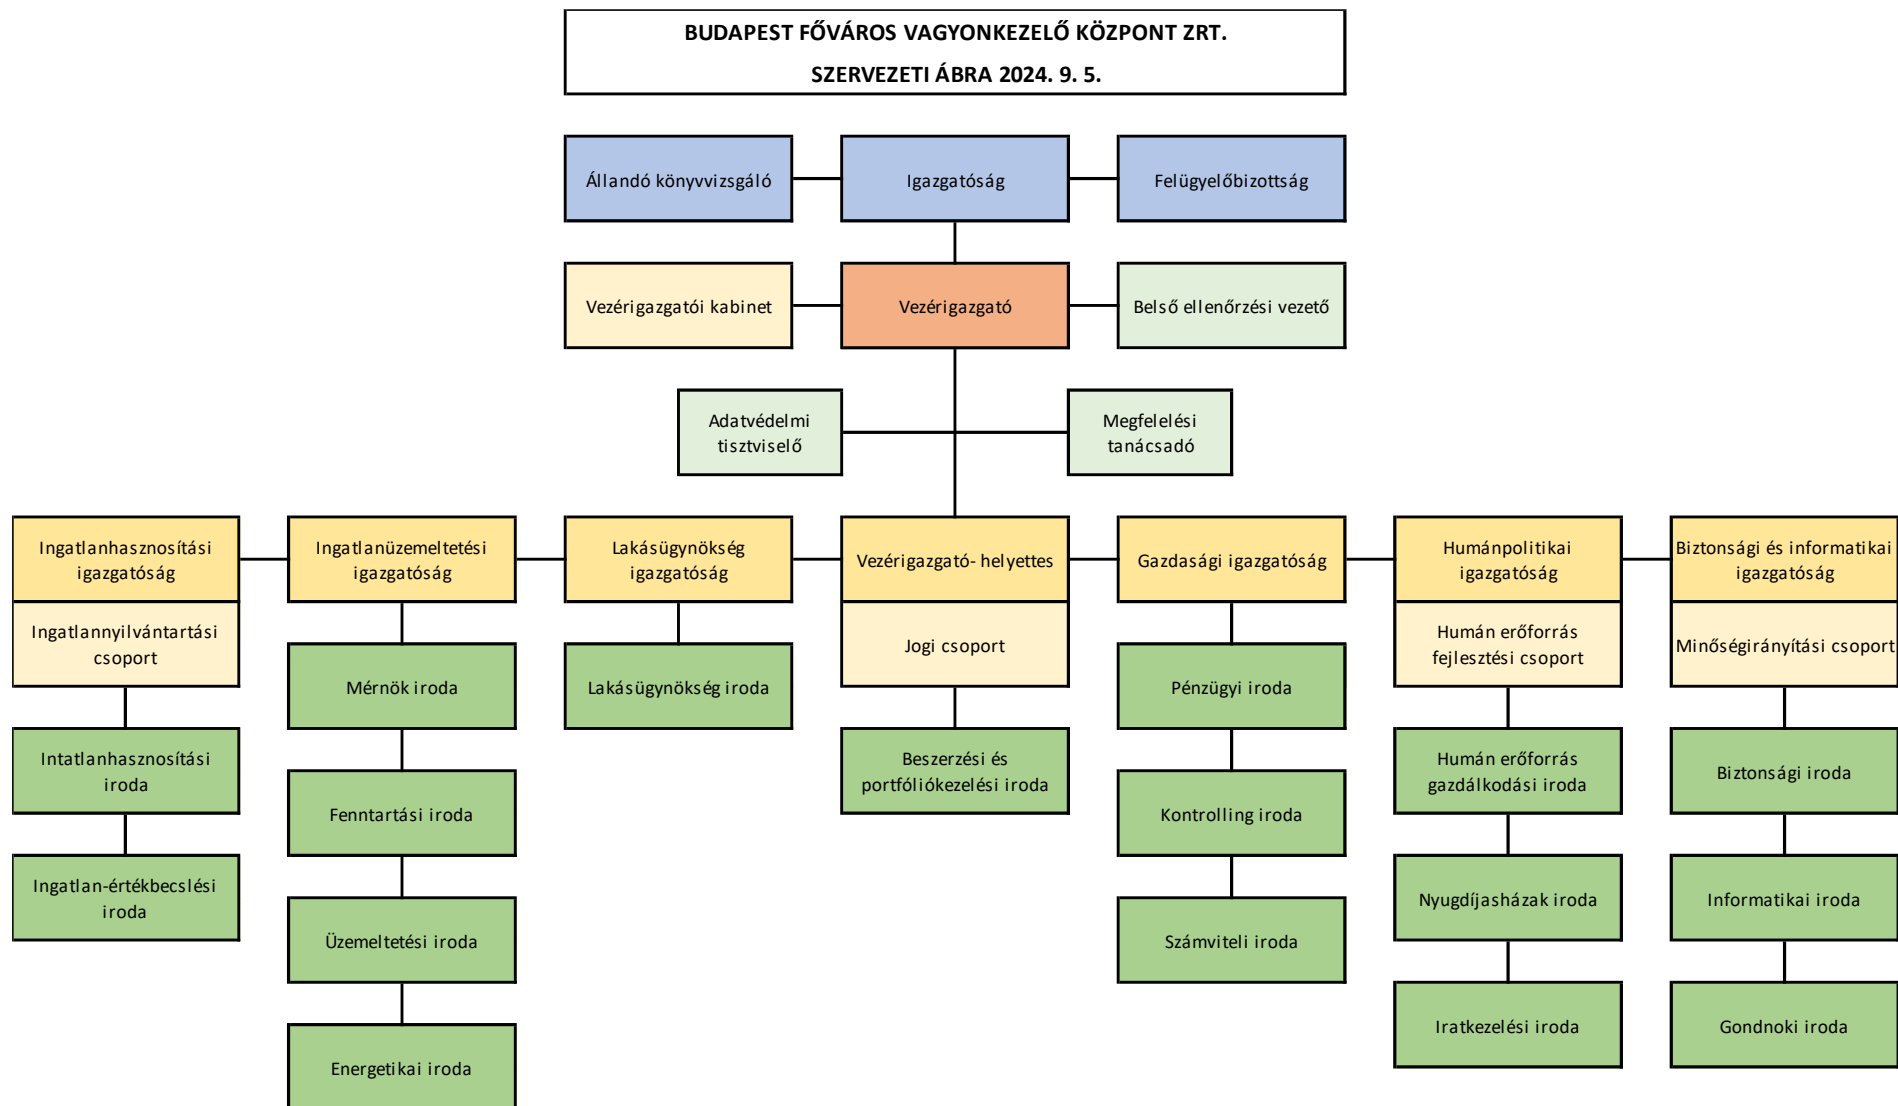 BUDAPEST FŐVÁROS VAGYONKEZELŐ KÖZPONT ZRT.
SZERVEZETI ÁBRA 2024. 9. 5.
Állandó könyvvizsgáló
Igazgatóság
Felügyelőbizottság
Vezérigazgatói kabinet
Vezérigazgató
Belső ellenőrzési vezető
Adatvédelmi
tisztviselő
Megfelelési
tanácsadó
Ingatlanhasznosítási
igazgatóság
Ingatlanüzemeltetési
igazgatóság
Lakásügynökség
igazgatóság
Vezérigazgató- helyettes
Gazdasági igazgatóság
Humánpolitikai
igazgatóság
Biztonsági és informatikai
igazgatóság
Ingatlannyilvántartási
csoport
Jogi csoport
Humán erőforrás
fejlesztési csoport
Minőségirányítási csoport
Mérnök iroda
Lakásügynökség iroda
Pénzügyi iroda
Intatlanhasznosítási
iroda
Beszerzési és
portfóliókezelési iroda
Humán erőforrás
gazdálkodási iroda
Biztonsági iroda
Fenntartási iroda
Kontrolling iroda
Ingatlan-értékbecslési
iroda
Nyugdíjasházak iroda
Informatikai iroda
Üzemeltetési iroda
Számviteli iroda
Iratkezelési iroda
Gondnoki iroda
Energetikai iroda